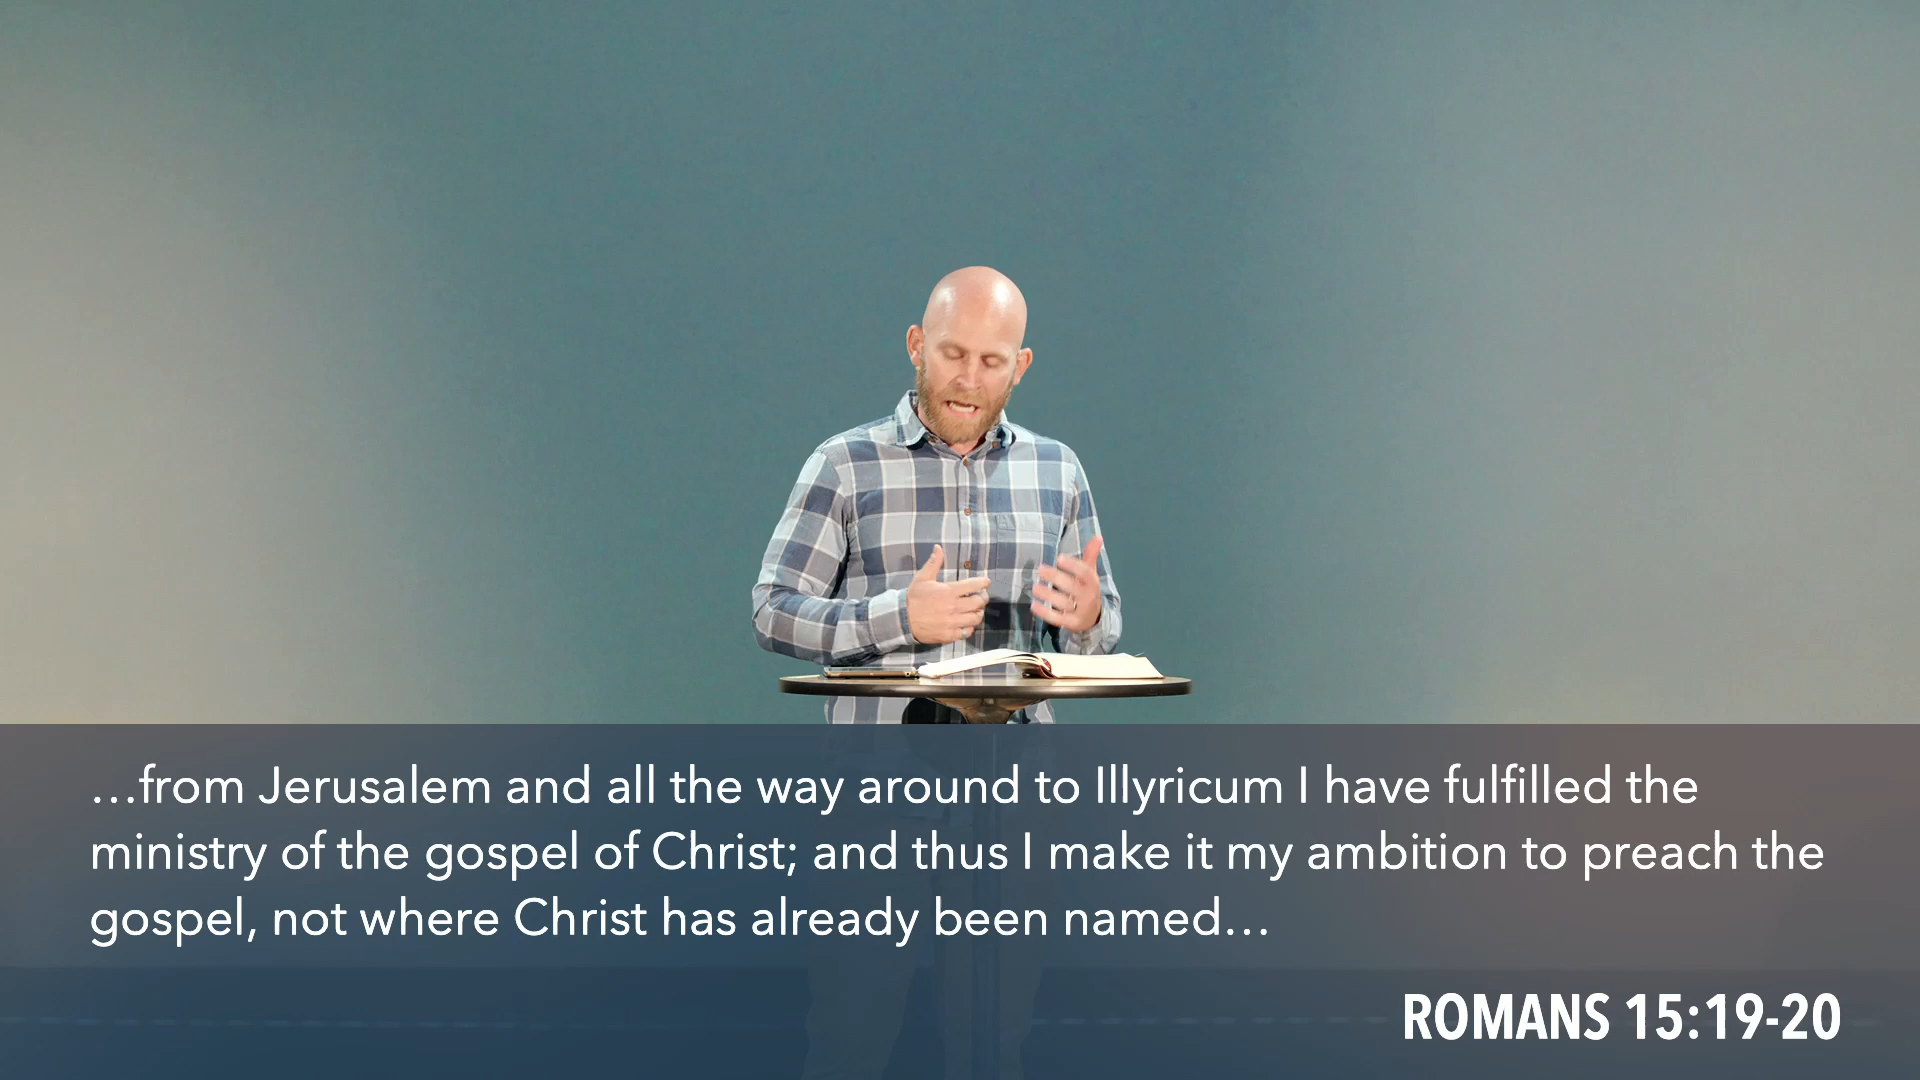 …from Jerusalem and all the way around to Illyricum I have fulfilled the
ministry of the gospel of Christ; and thus I make it my ambition to preach the
gospel, not where Christ has already been named…
ROMANS 15:19-20